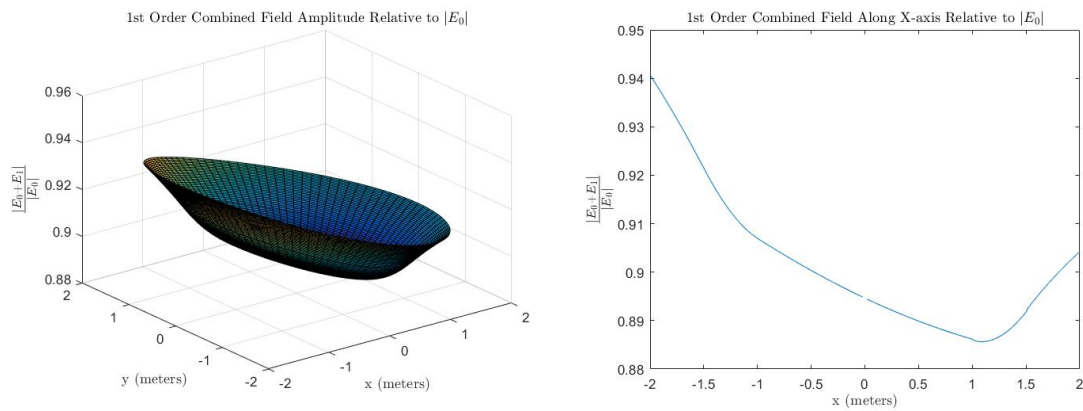 1st Order Combined Field Amplitude Relative to |E₀|
0.96
0.94
0.92
0.9
0.88
|E₀+E₁|
|E₀|
2
1
0
-1
-2
y (meters)
-2
-1
0
1
2
x (meters)
1st Order Combined Field Along X-axis Relative to |E₀|
0.95
0.94
0.93
0.92
0.91
0.9
0.89
0.88
|E₀+E₁|
|E₀|
-2 -1.5 -1 -0.5 0 0.5 1 1.5 2
x (meters)